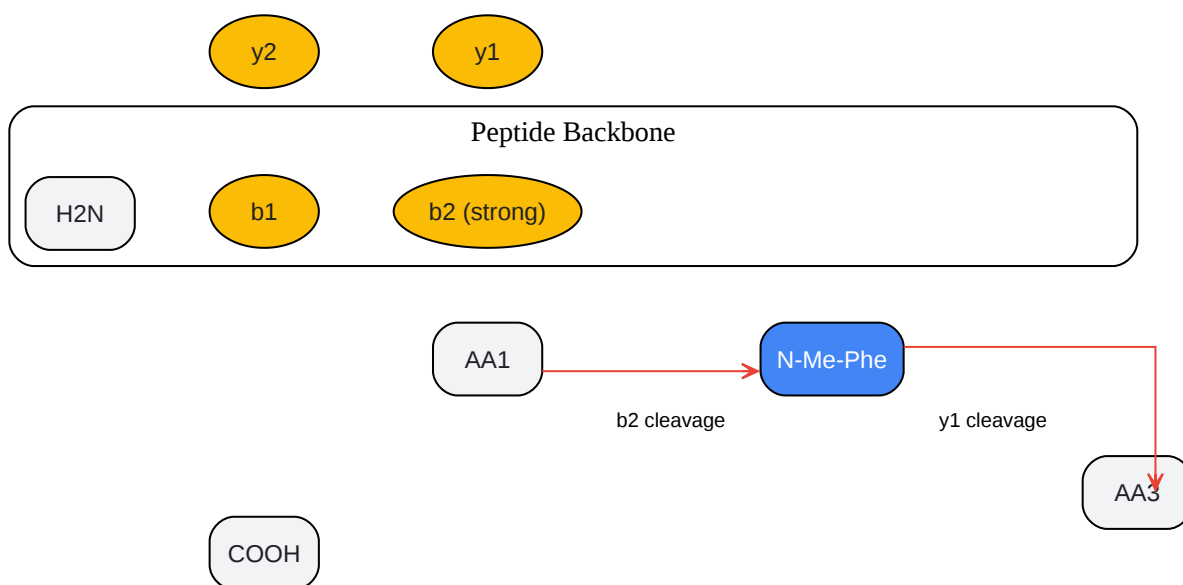 y2
y1
Peptide Backbone
H2N
b1
b2 (strong)
AA1
N-Me-Phe
b2 cleavage
y1 cleavage
AA3
COOH